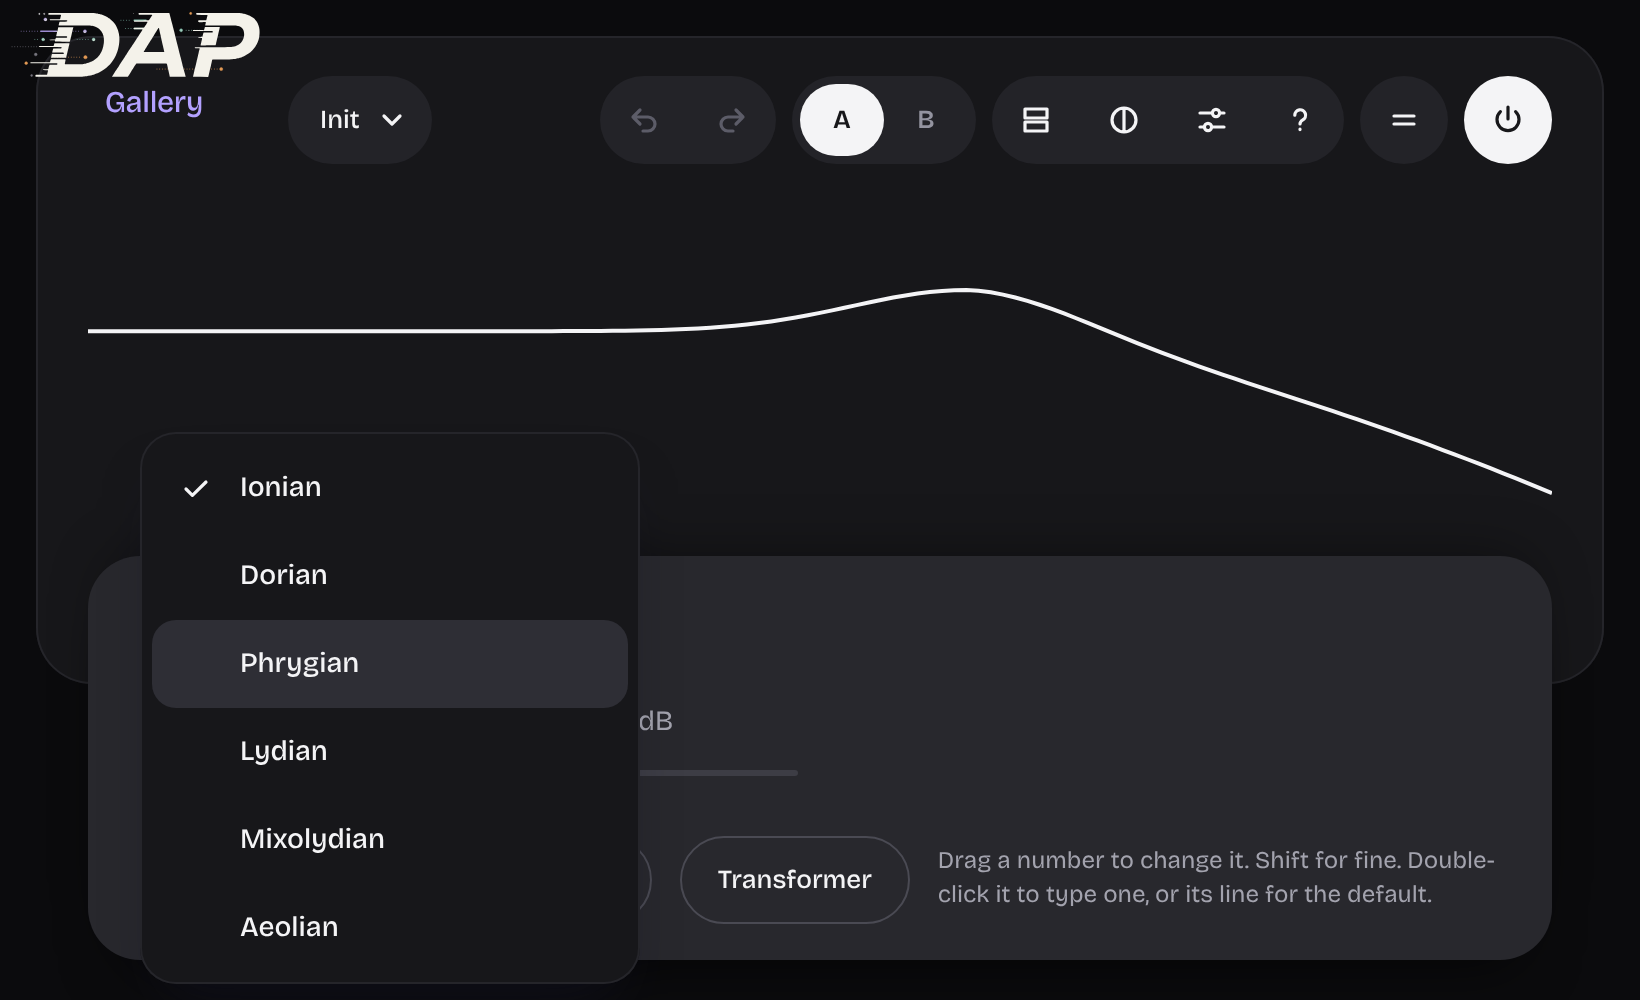 DAP
Gallery
Init
A
B
?
Ionian
Dorian
Phrygian
Lydian
Mixolydian
Aeolian
dB
Transformer
Drag a number to change it. Shift for fine. Double-
click it to type one, or its line for the default.